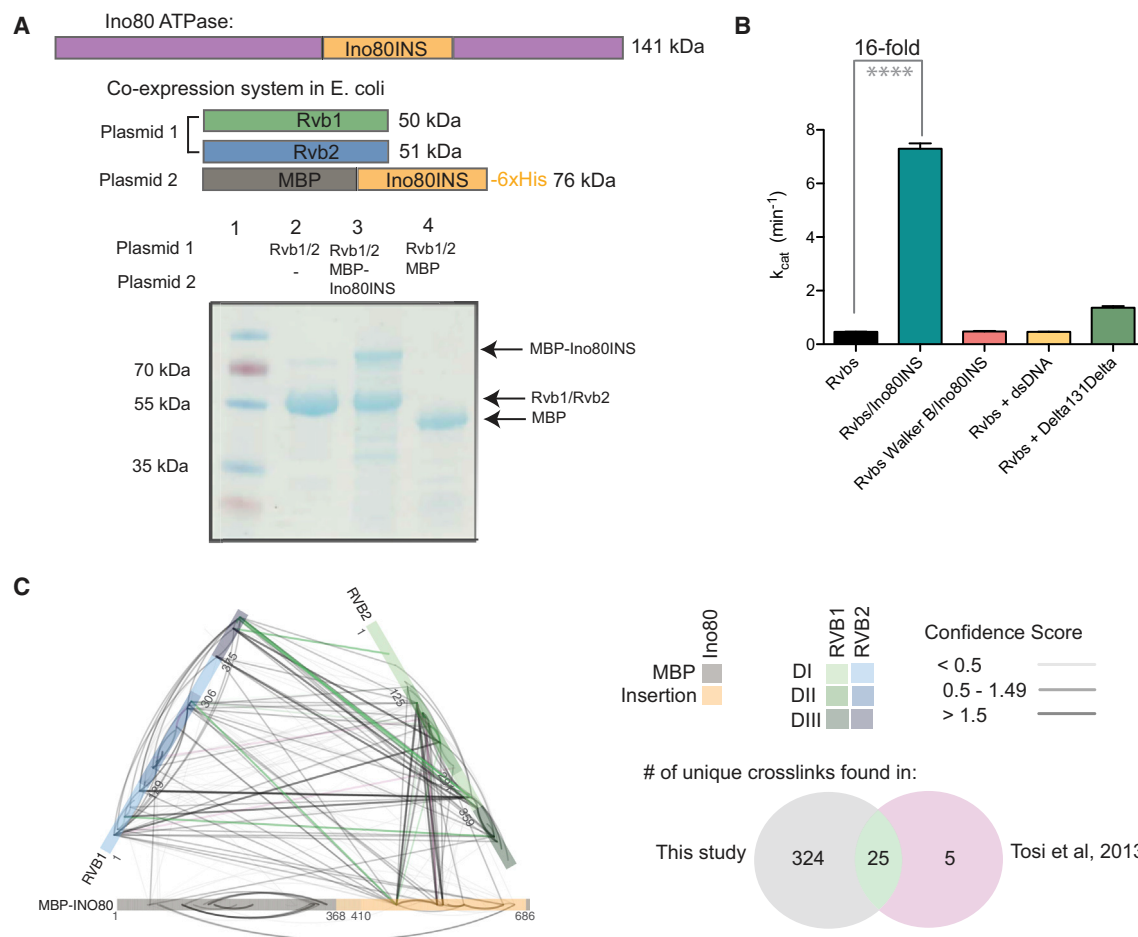 A
Ino80 ATPase:
Ino80INS
141 kDa
Co-expression system in E. coli
Plasmid 1
Rvb1
50 kDa
Rvb2
51 kDa
Plasmid 2
MBP
Ino80INS
-6xHis
76 kDa
1 2 3 4
Plasmid 1
Rvb1/2
Rvb1/2
Rvb1/2
Plasmid 2
-
MBP-
Ino80INS
MBP
70 kDa
55 kDa
35 kDa
MBP-Ino80INS
Rvb1/Rvb2
MBP
B
16-fold
****
kcat (min-1)
8
6
4
2
0
Rvbs
Rvbs/Ino80INS
Rvbs Walker B/Ino80INS
Rvbs + dsDNA
Rvbs + Delta131Delta
C
RVB2
1
125
359
306
1
RVB1
MBP-INO80
1
368
410
686
Ino80
MBP
Insertion
RVB1
RVB2
DI
DII
DIII
Confidence Score
< 0.5
0.5 - 1.49
> 1.5
# of unique crosslinks found in:
This study
324
25
5
Tosi et al, 2013